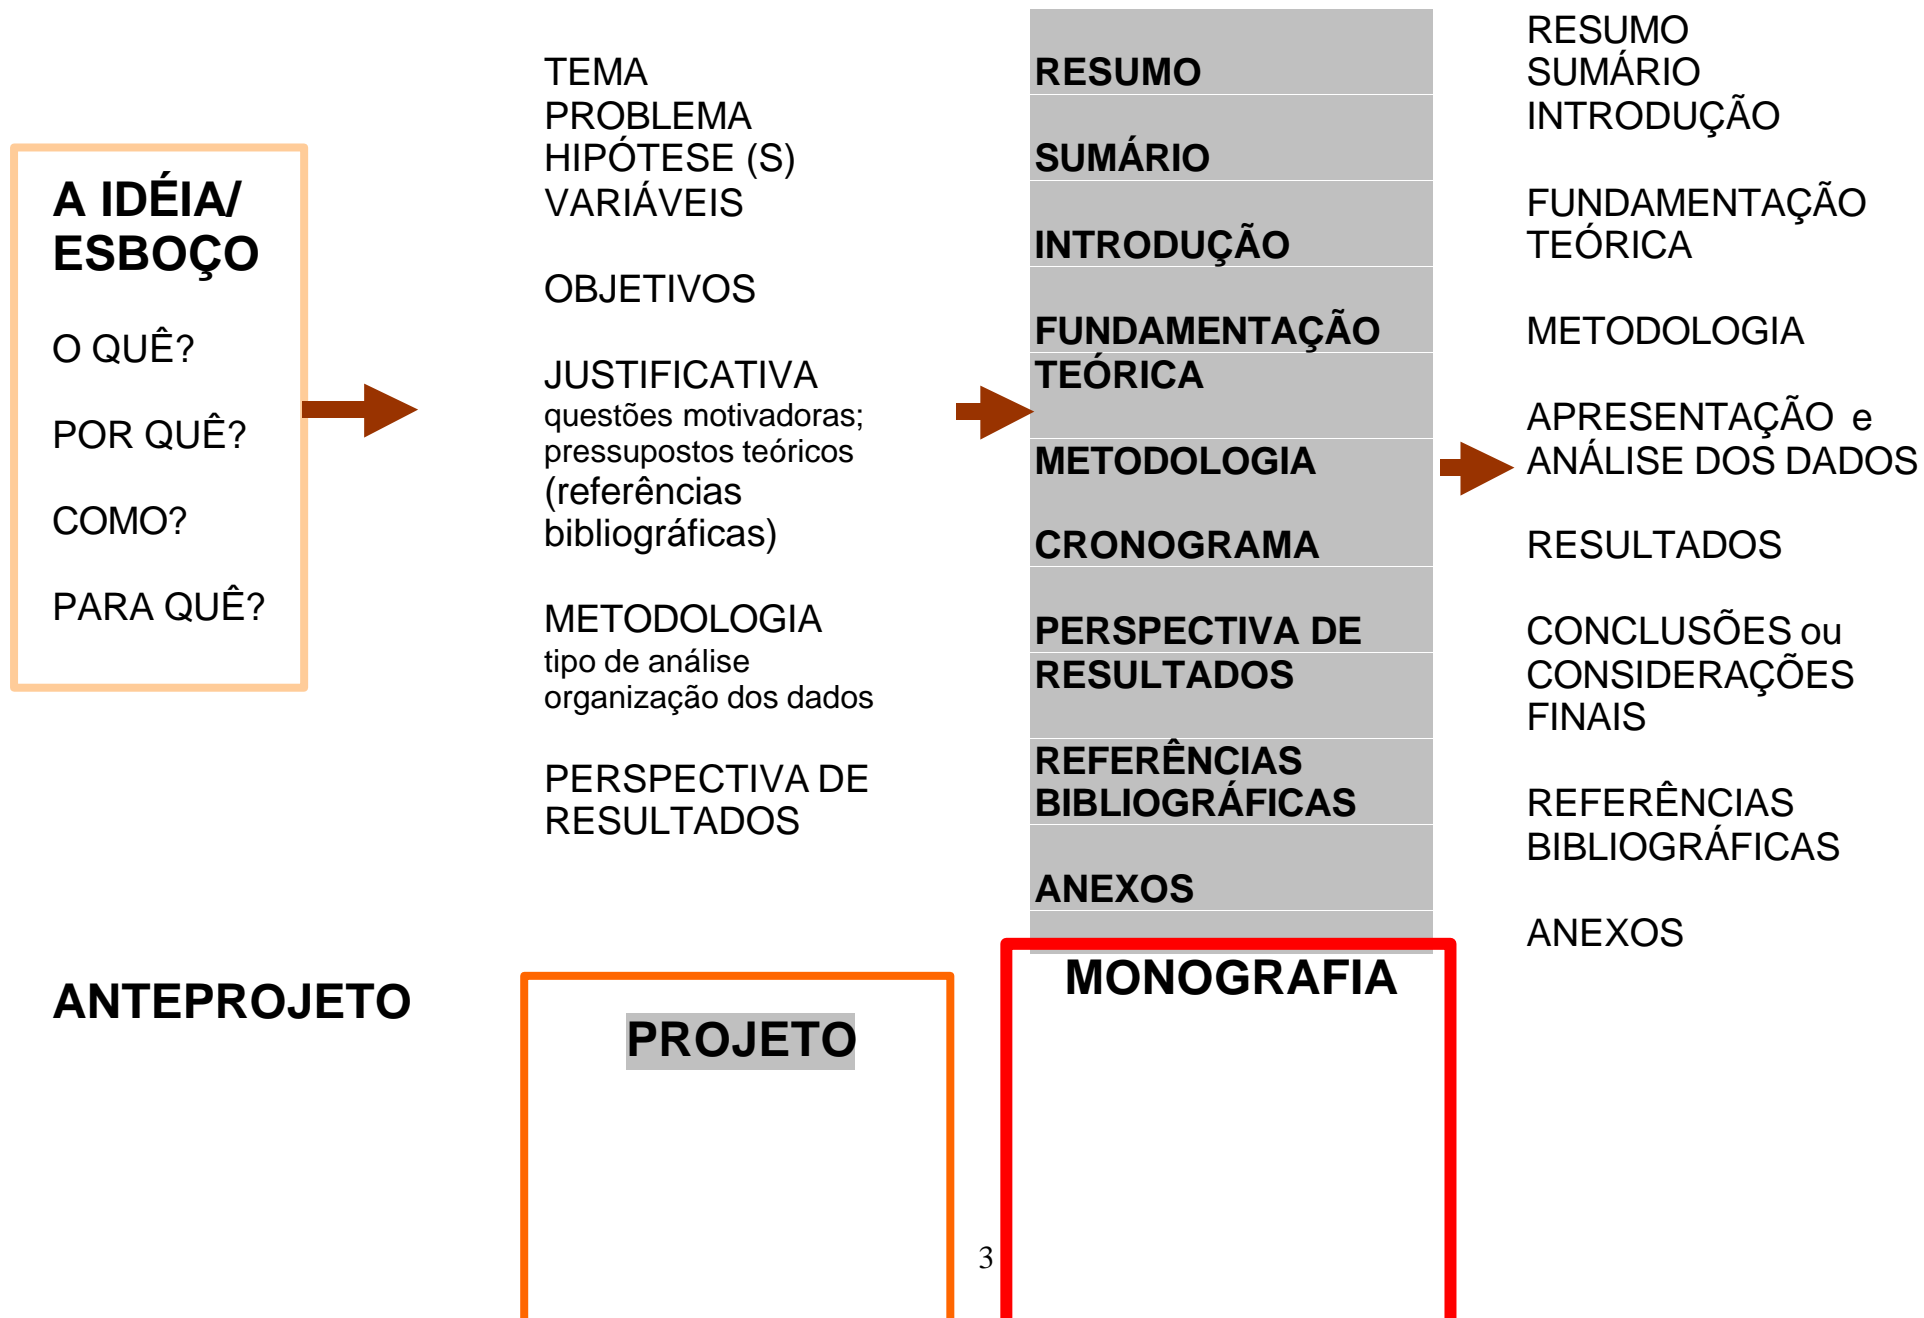 A IDÉIA/
ESBOÇO
O QUÊ?
POR QUÊ?
COMO?
PARA QUÊ?
ANTEPROJETO
TEMA
PROBLEMA
HIPÓTESE (S)
VARIÁVEIS
OBJETIVOS
JUSTIFICATIVA
questões motivadoras;
pressupostos teóricos
(referências
bibliográficas)
METODOLOGIA
tipo de análise
organização dos dados
PERSPECTIVA DE
RESULTADOS
PROJETO
RESUMO
SUMÁRIO
INTRODUÇÃO
FUNDAMENTAÇÃO
TEÓRICA
METODOLOGIA
CRONOGRAMA
PERSPECTIVA DE
RESULTADOS
REFERÊNCIAS
BIBLIOGRÁFICAS
ANEXOS
MONOGRAFIA
RESUMO
SUMÁRIO
INTRODUÇÃO
FUNDAMENTAÇÃO
TEÓRICA
METODOLOGIA
APRESENTAÇÃO e
ANÁLISE DOS DADOS
RESULTADOS
CONCLUSÕES ou
CONSIDERAÇÕES
FINAIS
REFERÊNCIAS
BIBLIOGRÁFICAS
ANEXOS
3